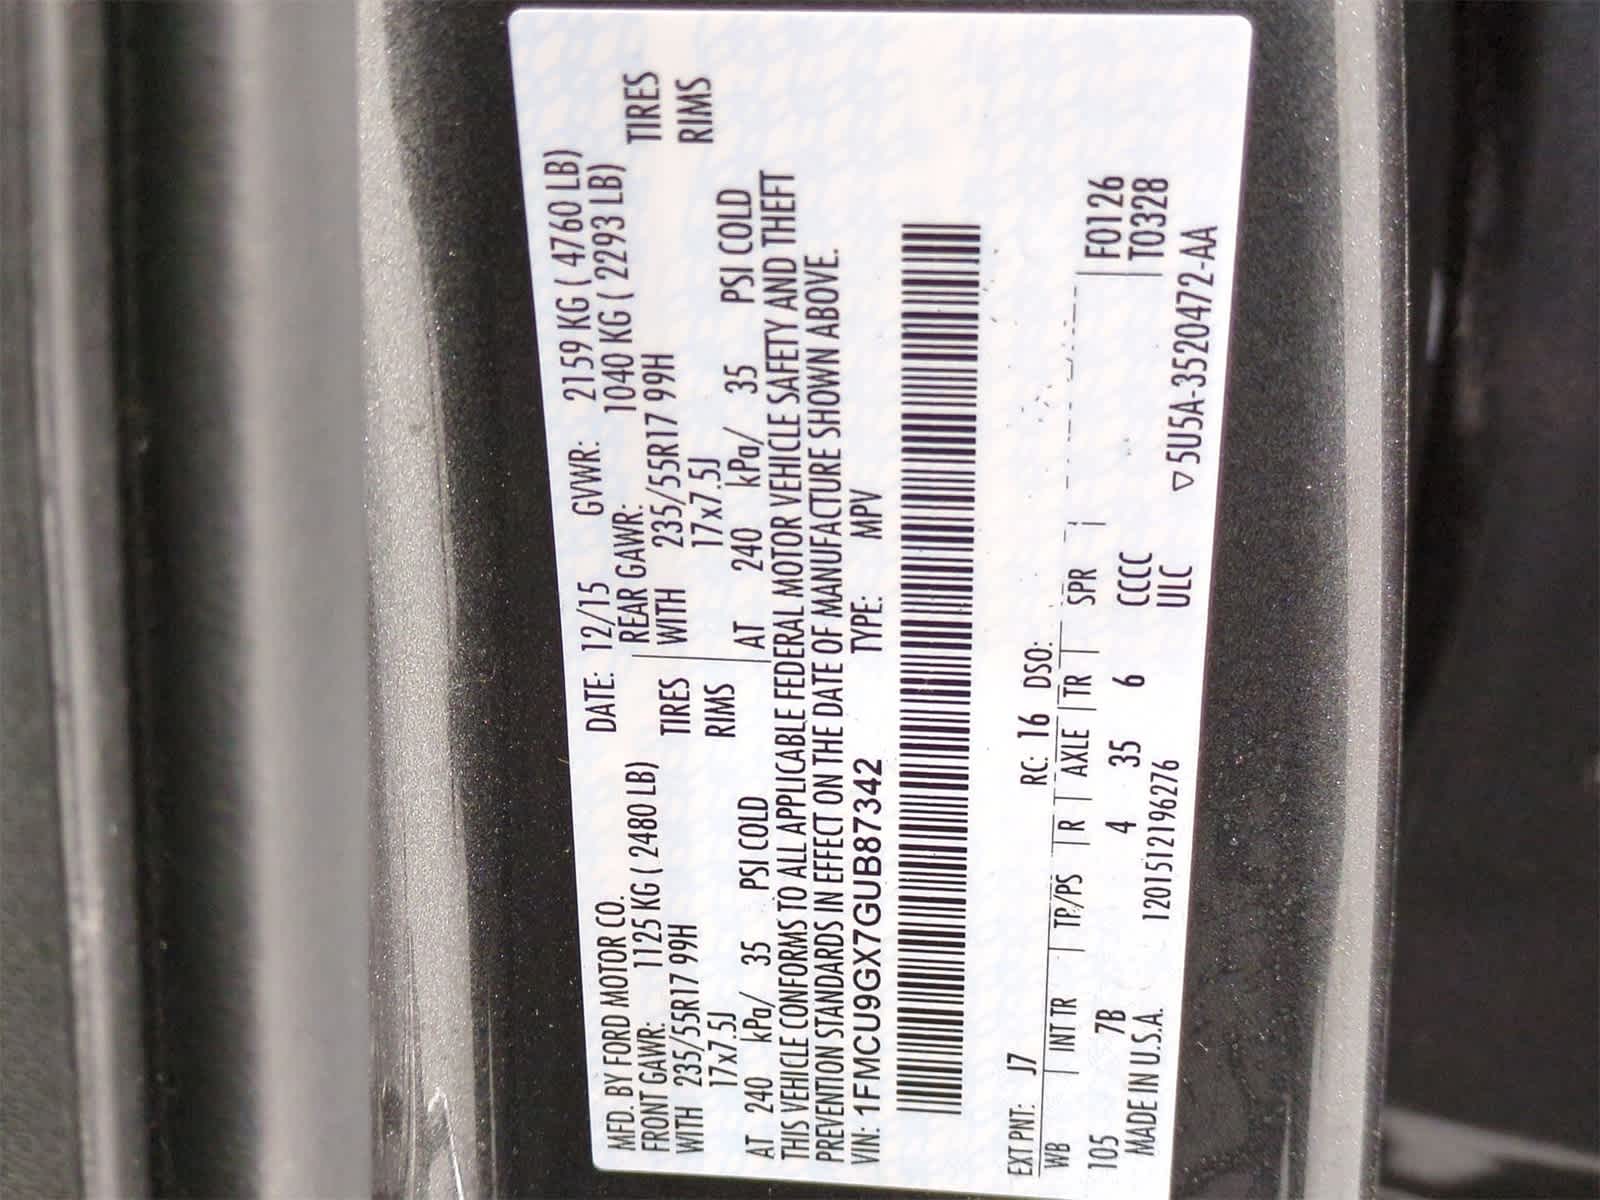 MFD. BY FORD MOTOR CO. DATE: 12/15 GVWR: 2159 KG ( 4760 LB)
FRONT GAWR: 1125 KG ( 2480 LB) REAR GAWR: 1040 KG ( 2293 LB)
WITH 235/55R17 99H TIRES WITH 235/55R17 99H TIRES
17x7.5J RIMS 17x7.5J RIMS
AT 240 kPa/ 35 PSI COLD AT 240 kPa/ 35 PSI COLD
THIS VEHICLE CONFORMS TO ALL APPLICABLE FEDERAL MOTOR VEHICLE SAFETY AND THEFT
PREVENTION STANDARDS IN EFFECT ON THE DATE OF MANUFACTURE SHOWN ABOVE.
VIN: 1FMCU9GX7GUB87342 TYPE: MPV
EXT PNT: J7 RC: 16 DSO:
WB | INT TR | TP/PS | R | AXLE | TR | SPR | F0126
105 7B 4 35 6 CCCC T0328
MADE IN U.S.A. 120151219​6276 ULC
▽5U5A-3520472-AA